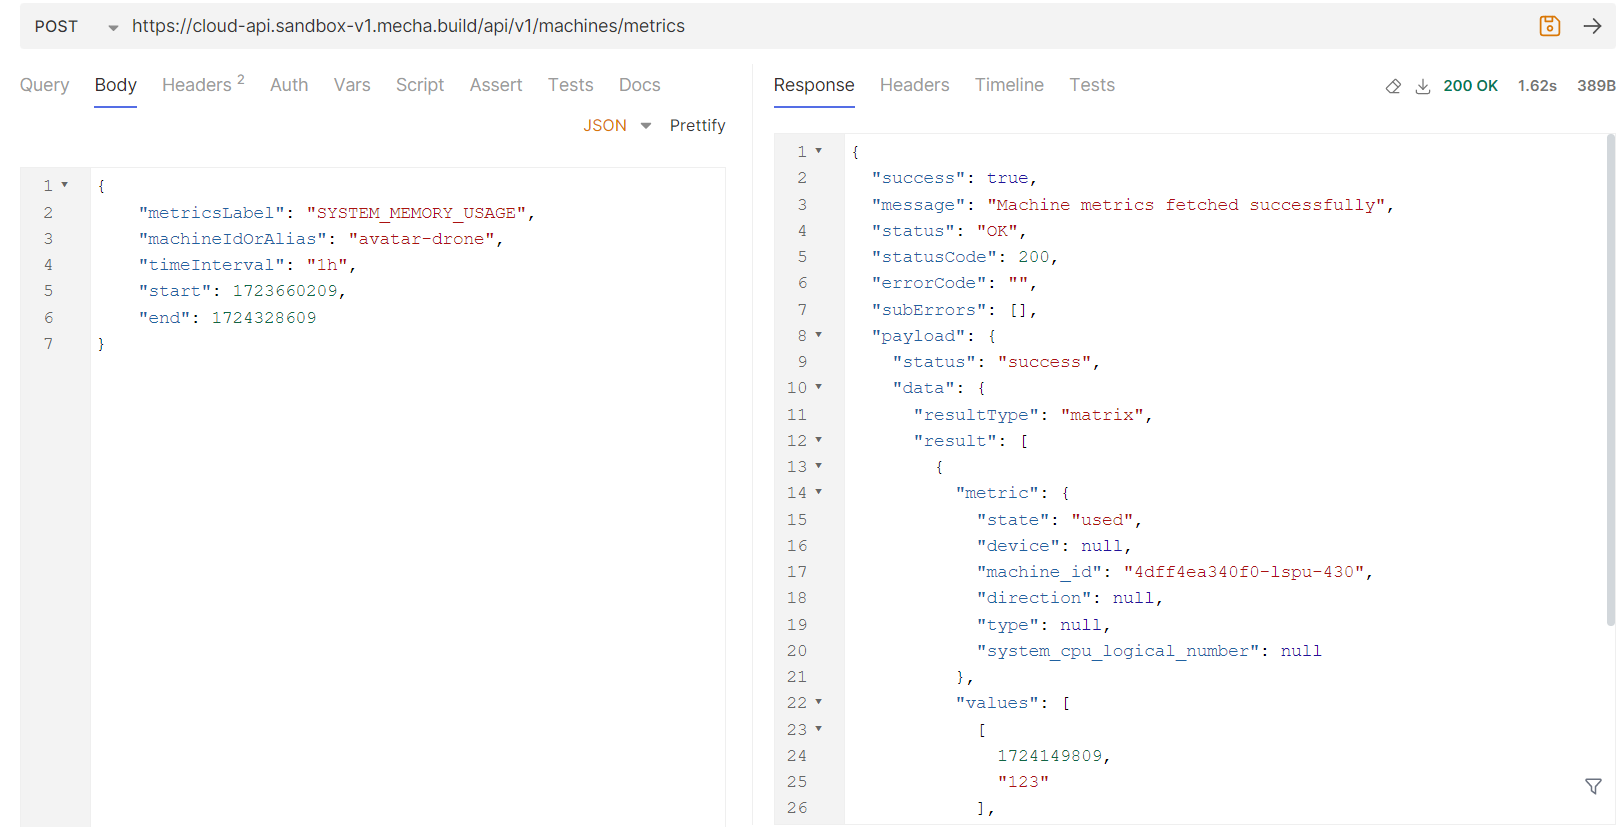 POST https://cloud-api.sandbox-v1.mecha.build/api/v1/machines/metrics
Query Body Headers 2 Auth Vars Script Assert Tests Docs
JSON Prettify
1 {
2 "metricsLabel": "SYSTEM_MEMORY_USAGE",
3 "machineIdOrAlias": "avatar-drone",
4 "timeInterval": "1h",
5 "start": 1723660209,
6 "end": 1724328609
7 }
Response Headers Timeline Tests 200 OK 1.62s 389B
1 {
2 "success": true,
3 "message": "Machine metrics fetched successfully",
4 "status": "OK",
5 "statusCode": 200,
6 "errorCode": "",
7 "subErrors": [],
8 "payload": {
9 "status": "success",
10 "data": {
11 "resultType": "matrix",
12 "result": [
13 {
14 "metric": {
15 "state": "used",
16 "device": null,
17 "machine_id": "4dff4ea340f0-lspu-430",
18 "direction": null,
19 "type": null,
20 "system_cpu_logical_number": null
21 },
22 "values": [
23 [
24 1724149809,
25 "123"
26 ],